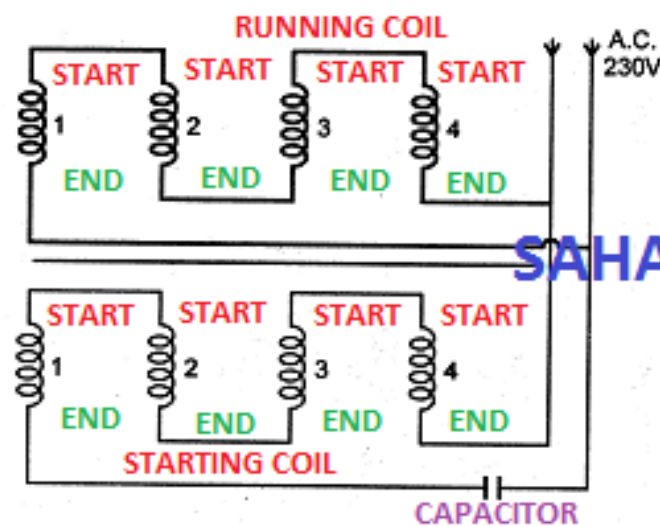 RUNNING COIL
A.C.
230V
START START START START
1 2 3 4
END END END END
SAHA
START START START START
1 2 3 4
END END END END
STARTING COIL
CAPACITOR